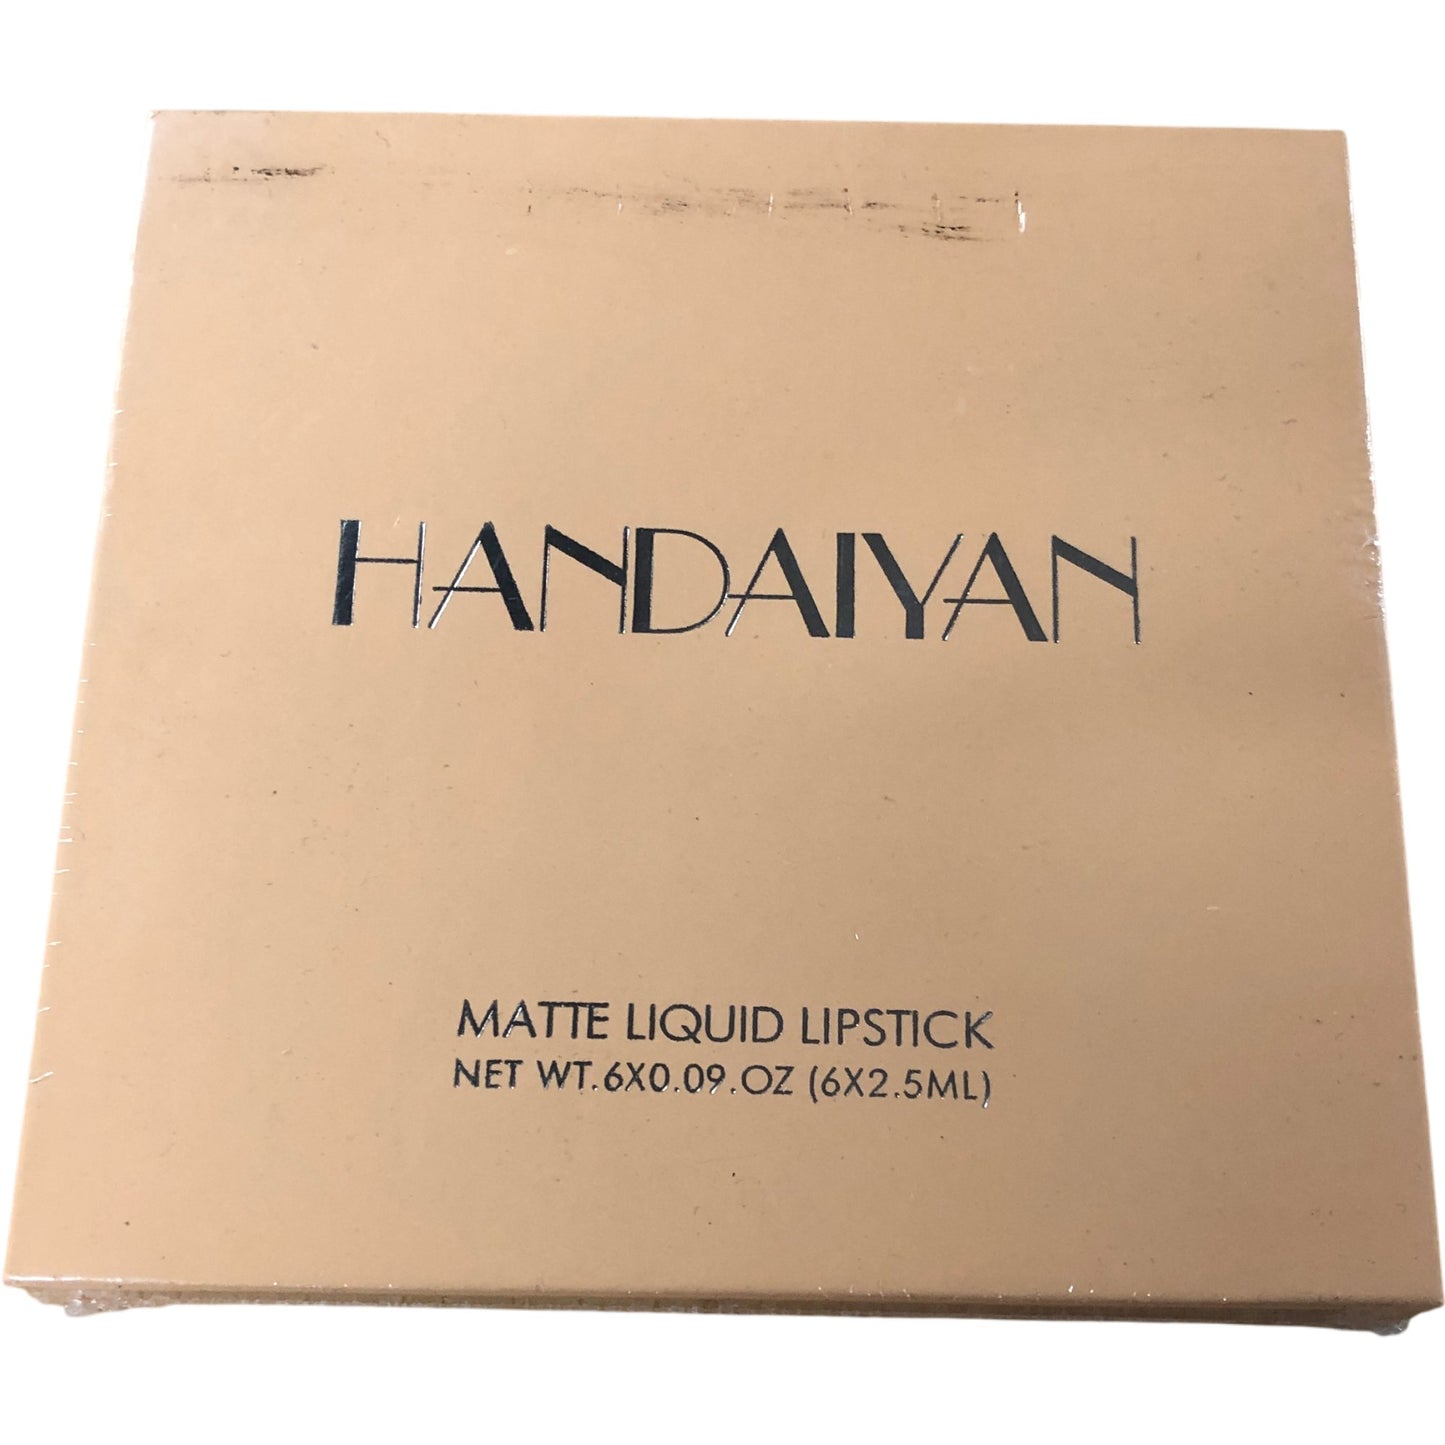 HANDAIYAN
MATTE LIQUID LIPSTICK
NET WT.6X0.09.OZ (6X2.5ML)